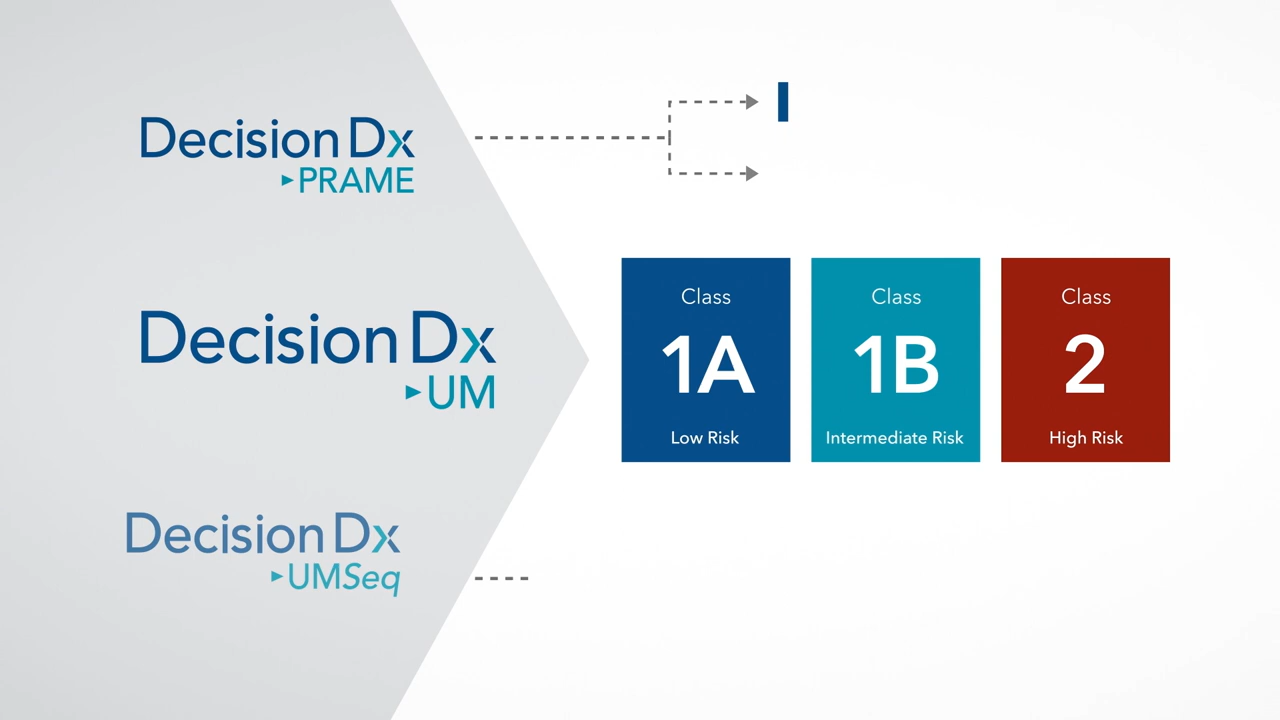 Decision Dx
PRAME
Decision Dx
UM
Class
1A
Low Risk
Class
1B
Intermediate Risk
Class
2
High Risk
Decision Dx
UMSeq